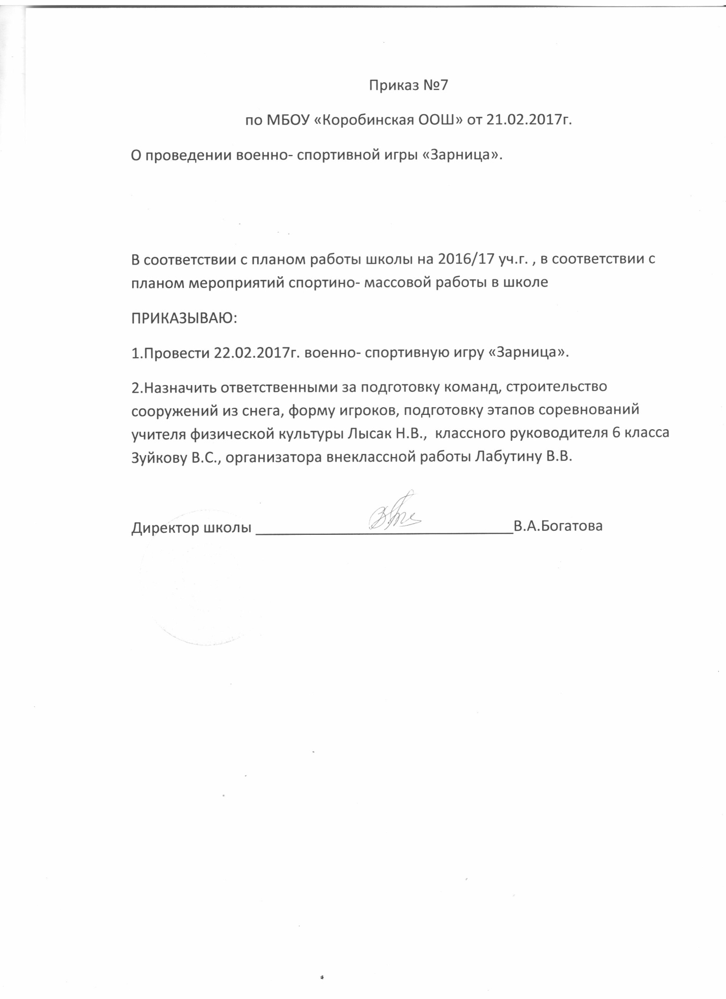 Приказ №7
по МБОУ «Коробинская ООШ» от 21.02.2017г.
О проведении военно- спортивной игры «Зарница».
В соответствии с планом работы школы на 2016/17 уч.г. , в соответствии с
планом мероприятий спортино- массовой работы в школе
ПРИКАЗЫВАЮ:
1.Провести 22.02.2017г. военно- спортивную игру «Зарница».
2.Назначить ответственными за подготовку команд, строительство
сооружений из снега, форму игроков, подготовку этапов соревнований
учителя физической культуры Лысак Н.В., классного руководителя 6 класса
Зуйкову В.С., организатора внеклассной работы Лабутину В.В.
Директор школы ______________________________В.А.Богатова